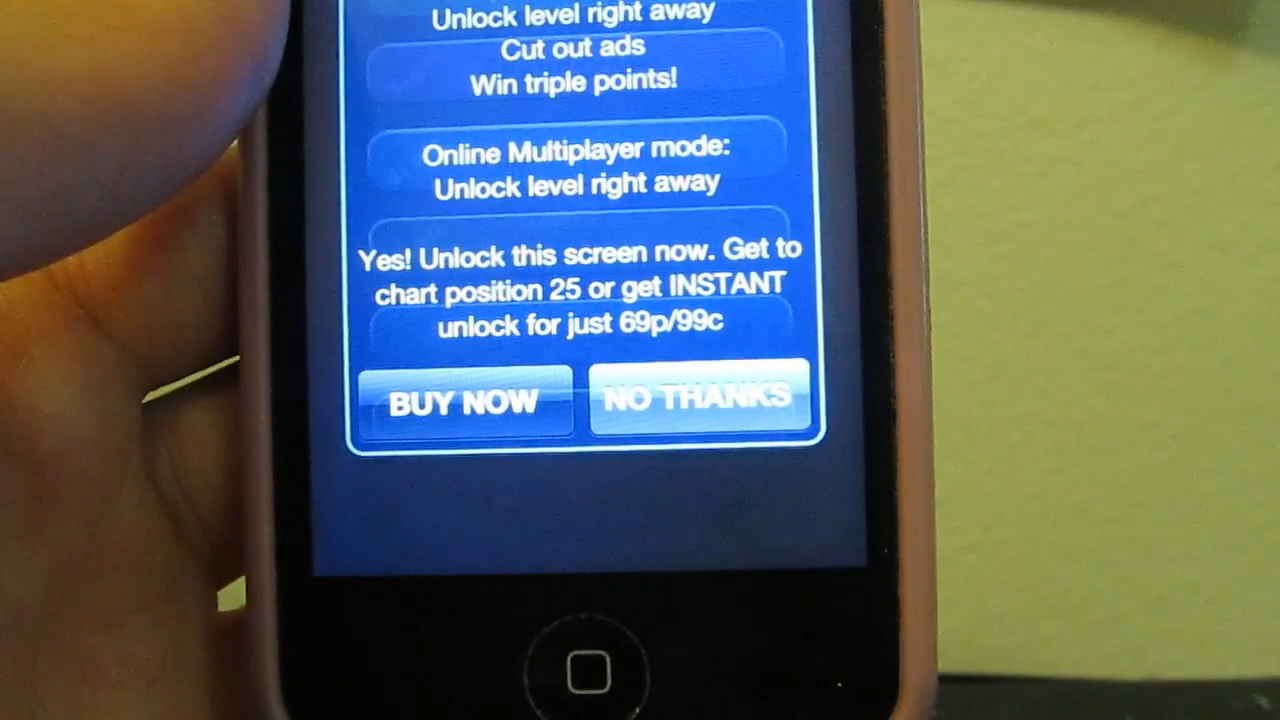 Unlock level right away
Cut out ads
Win triple points!
Online Multiplayer mode:
Unlock level right away
Yes! Unlock this screen now. Get to
chart position 25 or get INSTANT
unlock for just 69p/99c
BUY NOW
NO THANKS